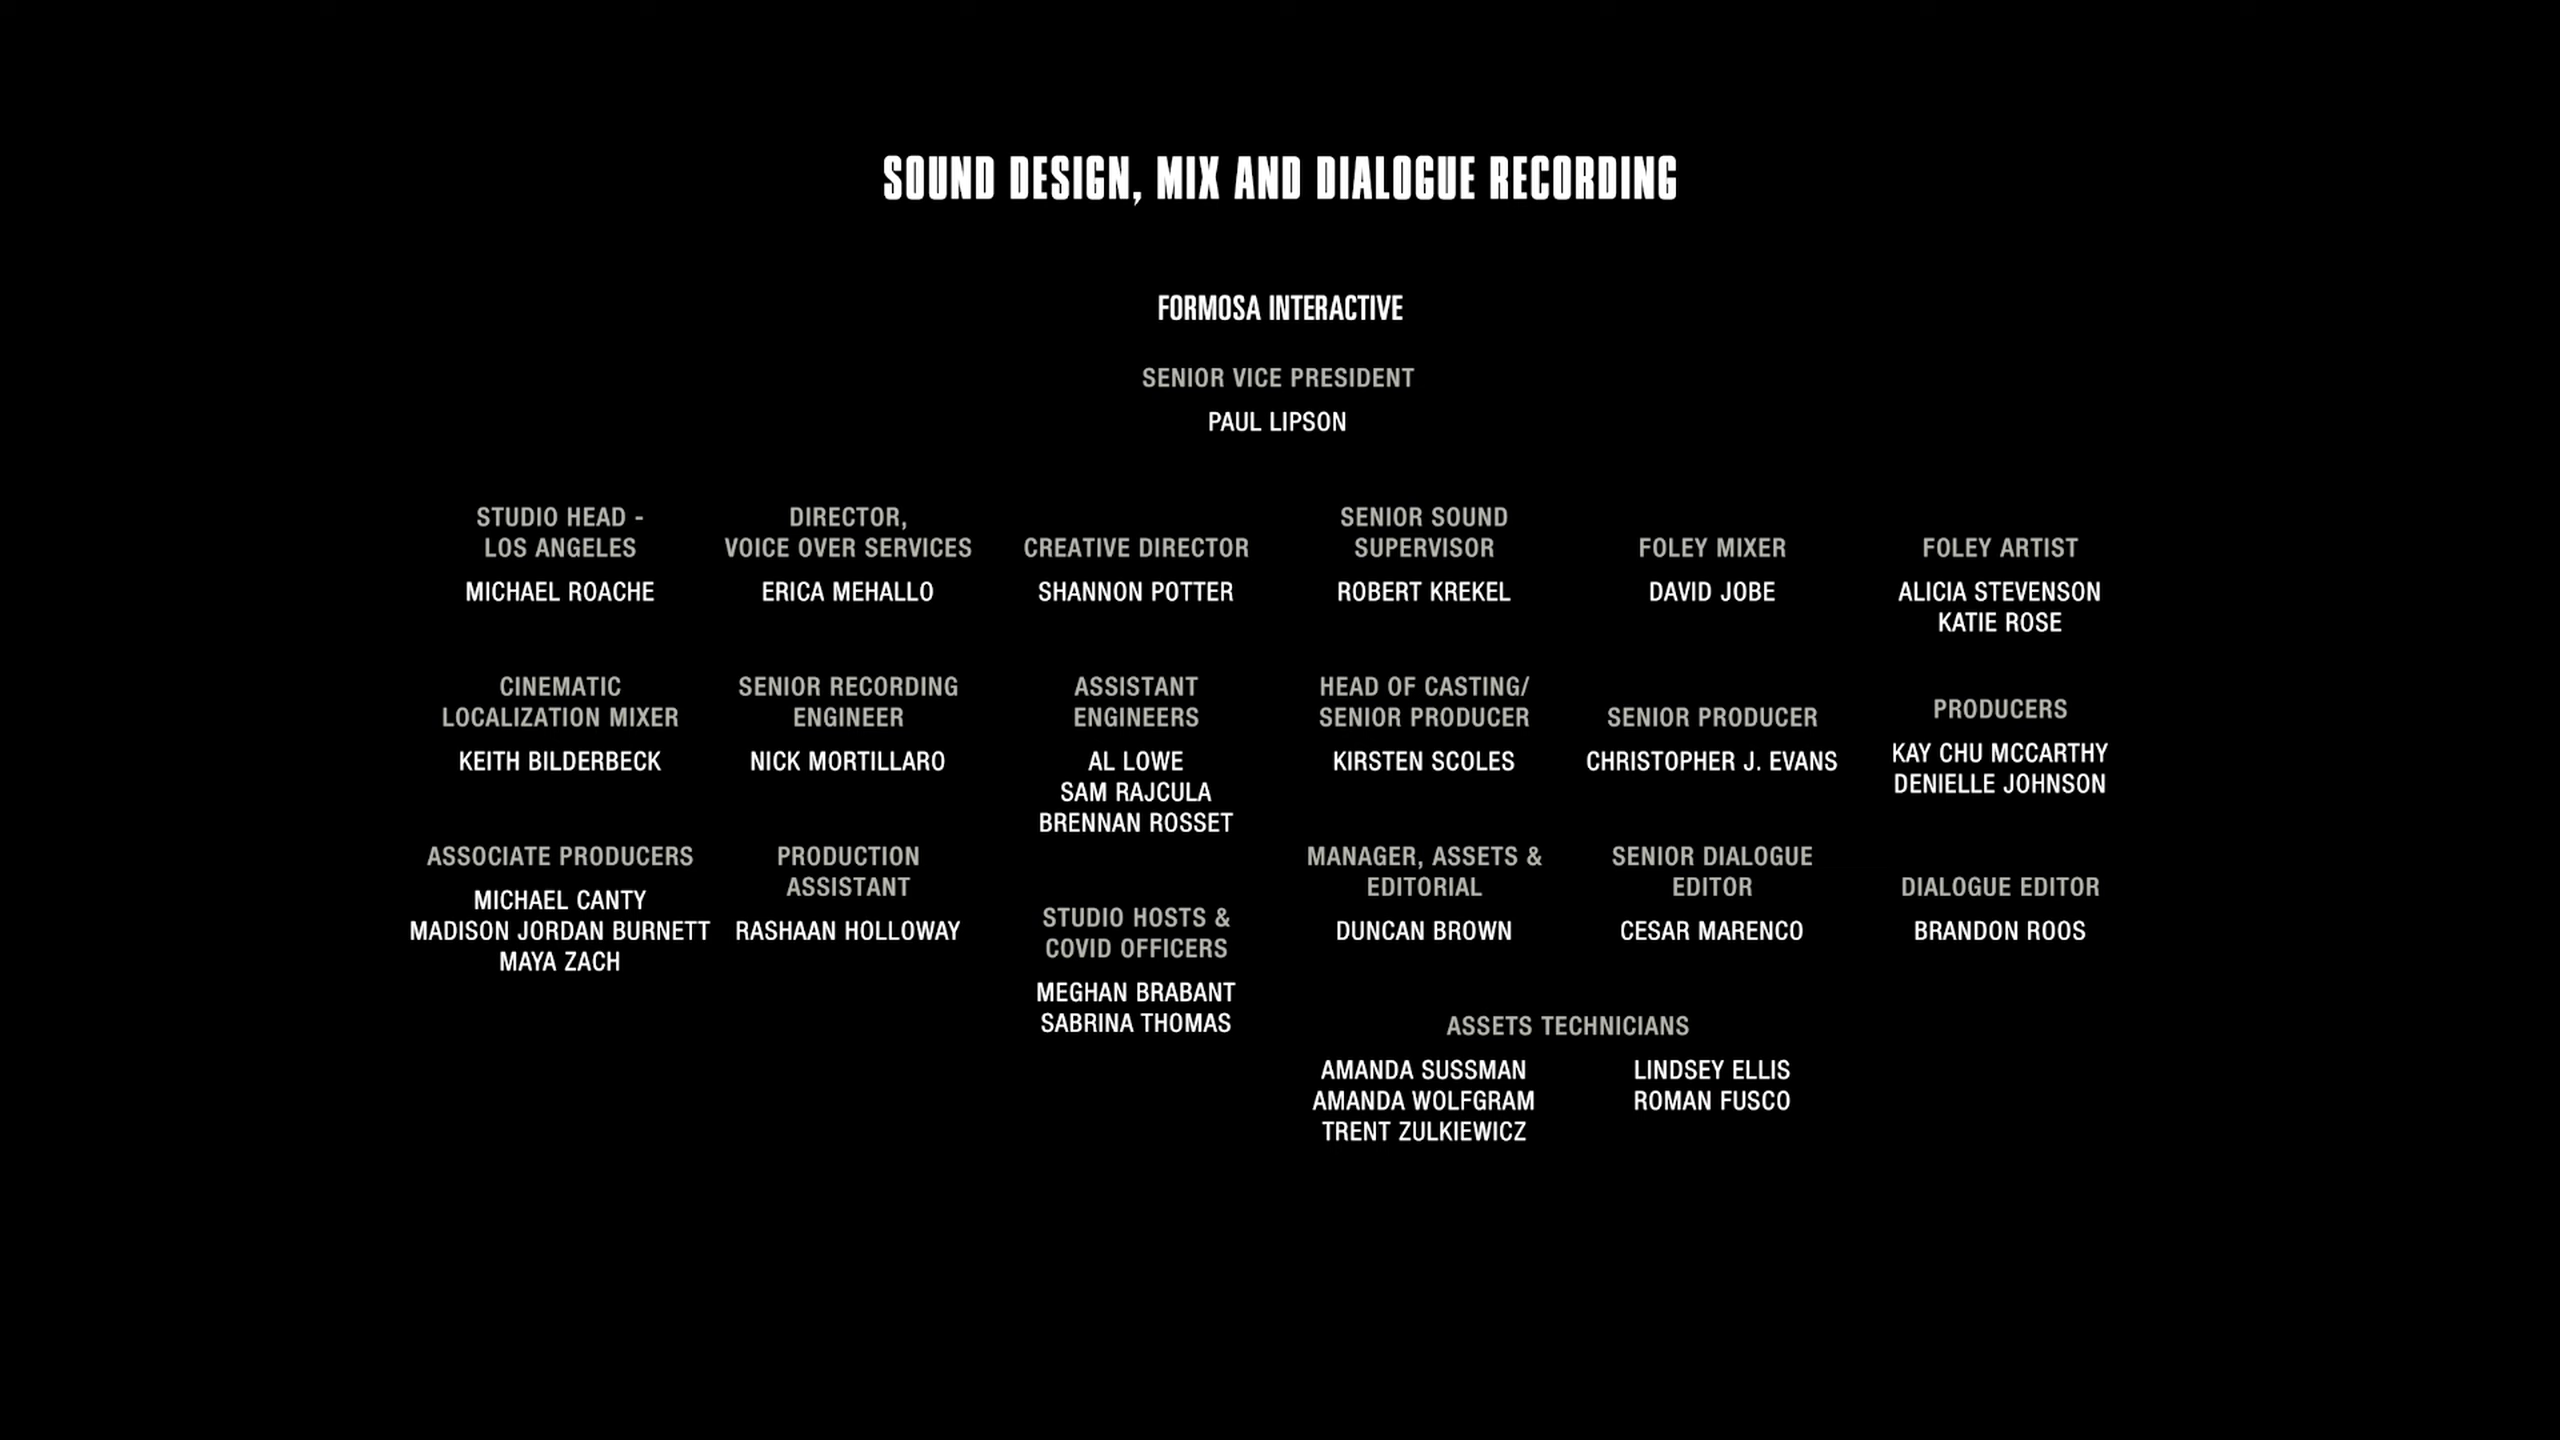 SOUND DESIGN, MIX AND DIALOGUE RECORDING
FORMOSA INTERACTIVE
SENIOR VICE PRESIDENT
PAUL LIPSON
STUDIO HEAD -
LOS ANGELES
MICHAEL ROACHE
DIRECTOR,
VOICE OVER SERVICES
ERICA MEHALLO
CREATIVE DIRECTOR
SHANNON POTTER
SENIOR SOUND
SUPERVISOR
ROBERT KREKEL
FOLEY MIXER
DAVID JOBE
FOLEY ARTIST
ALICIA STEVENSON
KATIE ROSE
CINEMATIC
LOCALIZATION MIXER
KEITH BILDERBECK
SENIOR RECORDING
ENGINEER
NICK MORTILLARO
ASSISTANT
ENGINEERS
AL LOWE
SAM RAJCULA
BRENNAN ROSSET
HEAD OF CASTING/
SENIOR PRODUCER
KIRSTEN SCOLES
SENIOR PRODUCER
CHRISTOPHER J. EVANS
PRODUCERS
KAY CHU MCCARTHY
DENIELLE JOHNSON
ASSOCIATE PRODUCERS
MICHAEL CANTY
MADISON JORDAN BURNETT
MAYA ZACH
PRODUCTION
ASSISTANT
RASHAAN HOLLOWAY
STUDIO HOSTS &
COVID OFFICERS
MEGHAN BRABANT
SABRINA THOMAS
MANAGER, ASSETS &
EDITORIAL
DUNCAN BROWN
SENIOR DIALOGUE
EDITOR
CESAR MARENCO
DIALOGUE EDITOR
BRANDON ROOS
ASSETS TECHNICIANS
AMANDA SUSSMAN
AMANDA WOLFGRAM
TRENT ZULKIEWICZ
LINDSEY ELLIS
ROMAN FUSCO